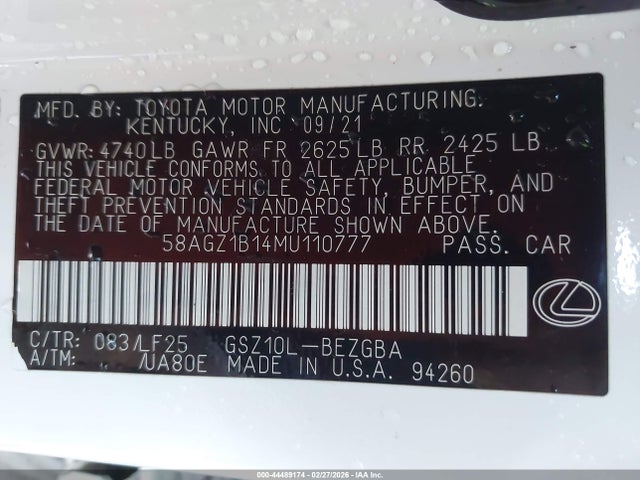 MFD. BY: TOYOTA MOTOR MANUFACTURING.
KENTUCKY, INC 09/21
GVWR: 4740LB GAWR FR 2625LB RR 2425 LB
THIS VEHICLE CONFORMS TO ALL APPLICABLE
FEDERAL MOTOR VEHICLE SAFETY, BUMPER, AND
THEFT PREVENTION STANDARDS IN EFFECT ON
THE DATE OF MANUFACTURE SHOWN ABOVE.
58AGZ1B14MU110777 PASS. CAR
C/TR: 083/LF25 GSZ10L-BEZGBA
A/TM: /UA80E MADE IN U.S.A. 94260
000-44489174 | 02/27/2026 | IAA Inc.